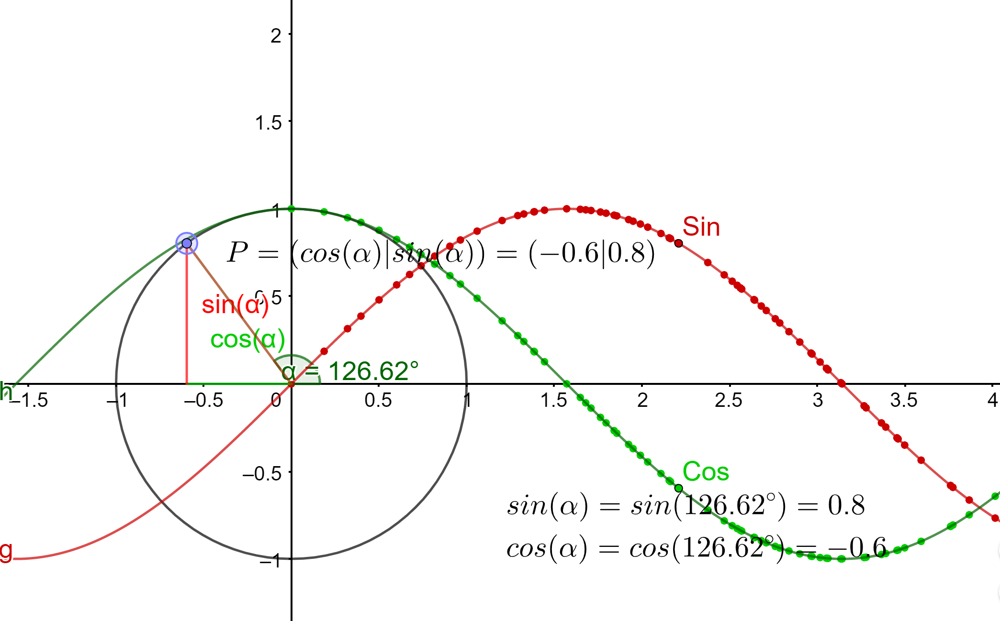 2
1.5
1
Sin
P = (cos(α)|sin(α)) = (−0.6|0.8)
0.5
sin(α)
cos(α)
α = 126.62°
h
–1.5 –1 –0.5 0 0.5 1 1.5 2 2.5 3 3.5 4
–0.5
Cos
sin(α) = sin(126.62°) = 0.8
cos(α) = cos(126.62°) = −0.6
g
–1